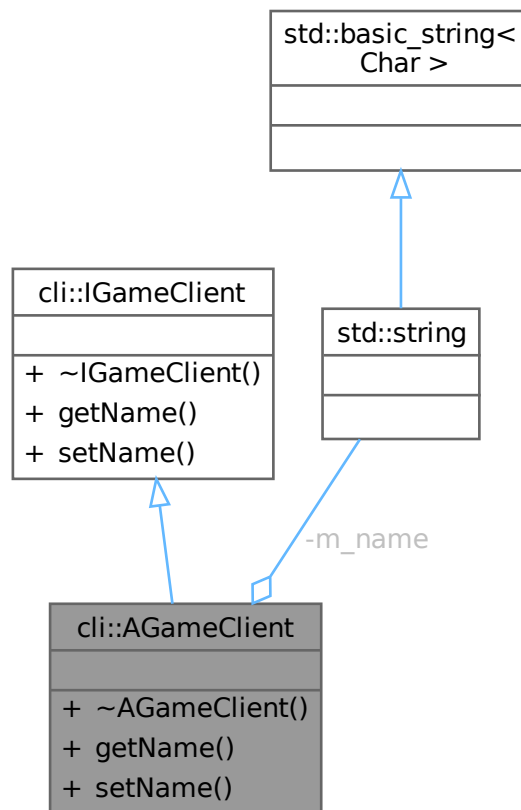 std::basic_string<
Char >
cli::IGameClient
+ ~IGameClient()
+ getName()
+ setName()
std::string
-m_name
cli::AGameClient
+ ~AGameClient()
+ getName()
+ setName()